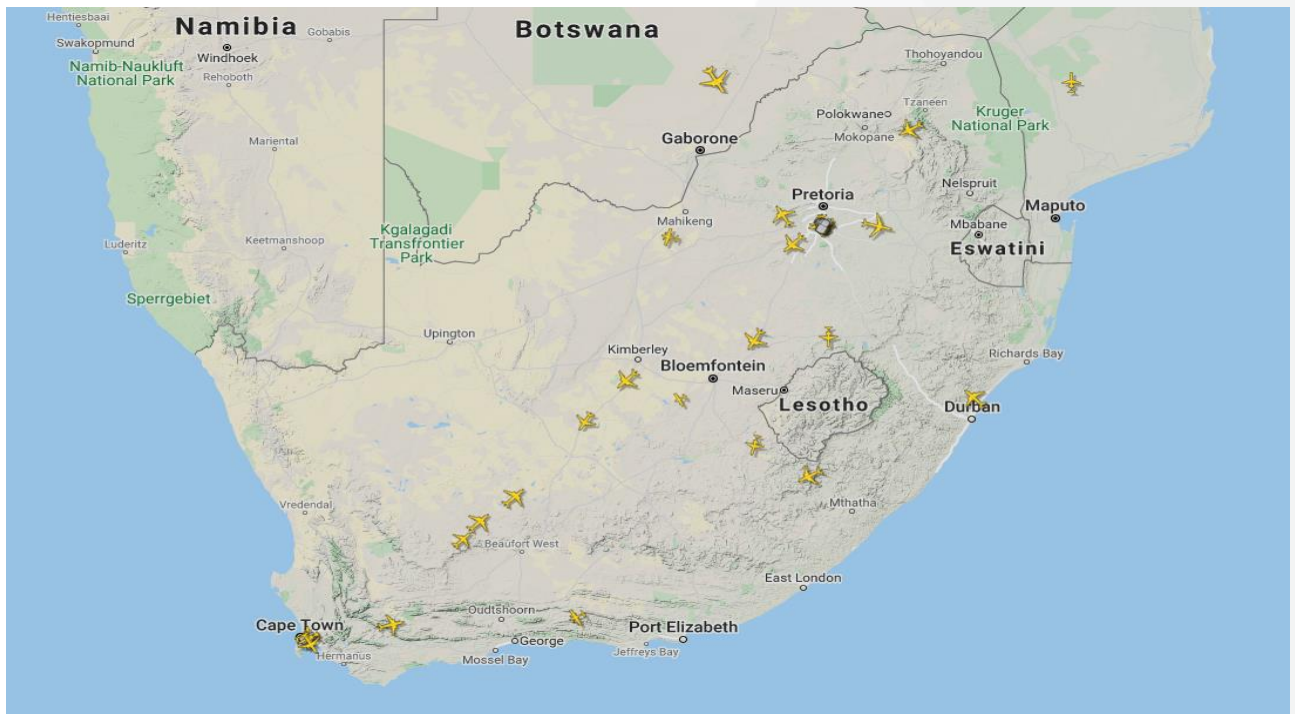 Hentiesbaai
Namibia
Gobabis
Botswana
Swakopmund
Windhoek
Namib-Naukluft
National Park
Rehoboth
Thohoyandou
Tzaneen
Polokwane
Mokopane
Kruger
National Park
Mariental
Gaborone
Pretoria
Nelspruit
Maputo
Mahikeng
Mbabane
Eswatini
Luderitz
Keetmanshoop
Kgalagadi
Transfrontier
Park
Sperrgebiet
Upington
Kimberley
Bloemfontein
Richards Bay
Maseru
Lesotho
Durban
Vredendal
Mthatha
Beaufort West
East London
Cape Town
Oudtshoorn
Port Elizabeth
George
Hermanus
Mossel Bay
Jeffreys Bay